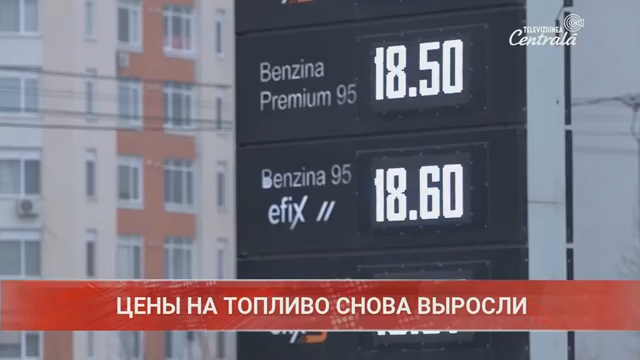 TELEVIZIUNEA
Centrală
Benzina
Premium 95
18.50
Benzina 95
efix //
18.60
ЦЕНЫ НА ТОПЛИВО СНОВА ВЫРОСЛИ